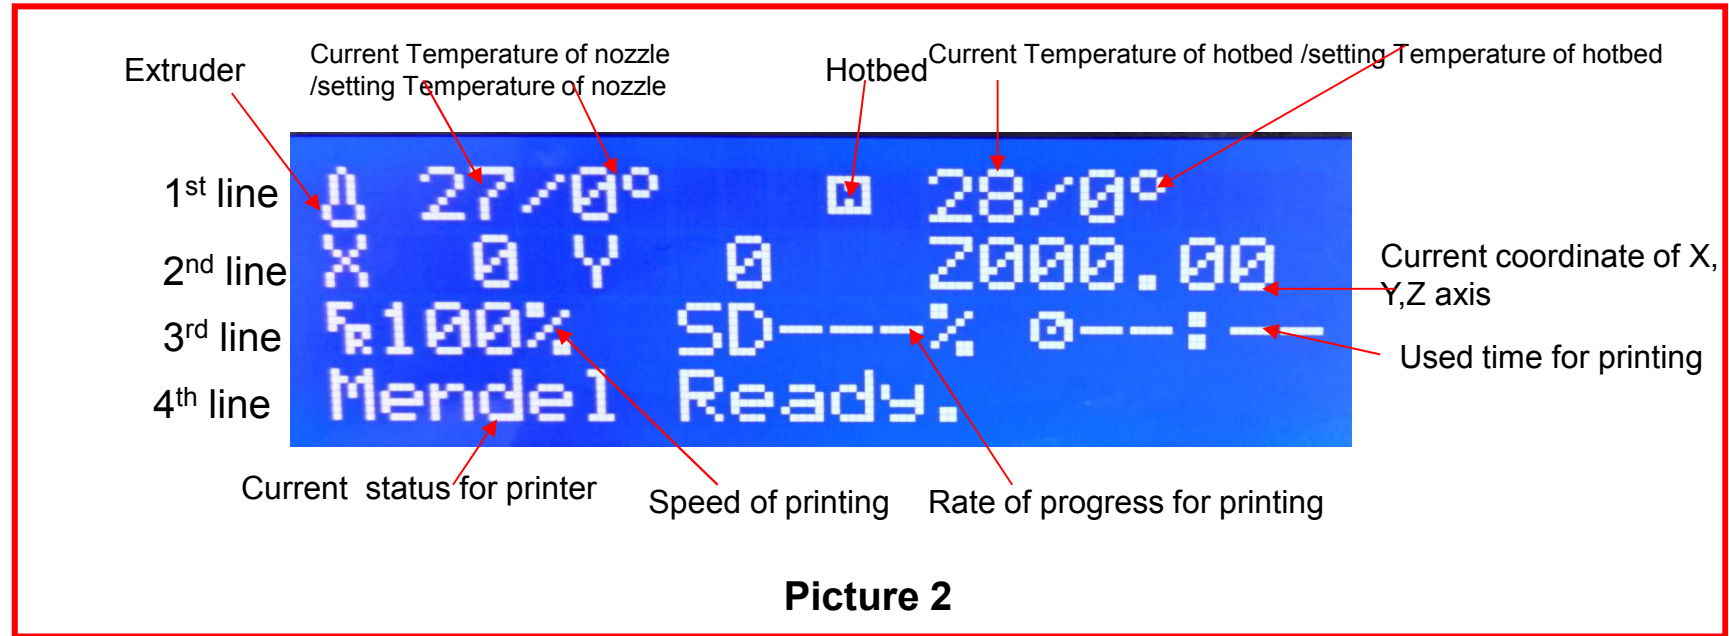 Extruder
Current Temperature of nozzle
/setting Temperature of nozzle
Hotbed
Current Temperature of hotbed /setting Temperature of hotbed
1st line
27/0°
28/0°
2nd line
X 0 Y 0 Z000.00
Current coordinate of X,
Y,Z axis
3rd line
FR100% SD---% --:--
Used time for printing
4th line
Mendel Ready.
Current status for printer
Speed of printing
Rate of progress for printing
Picture 2